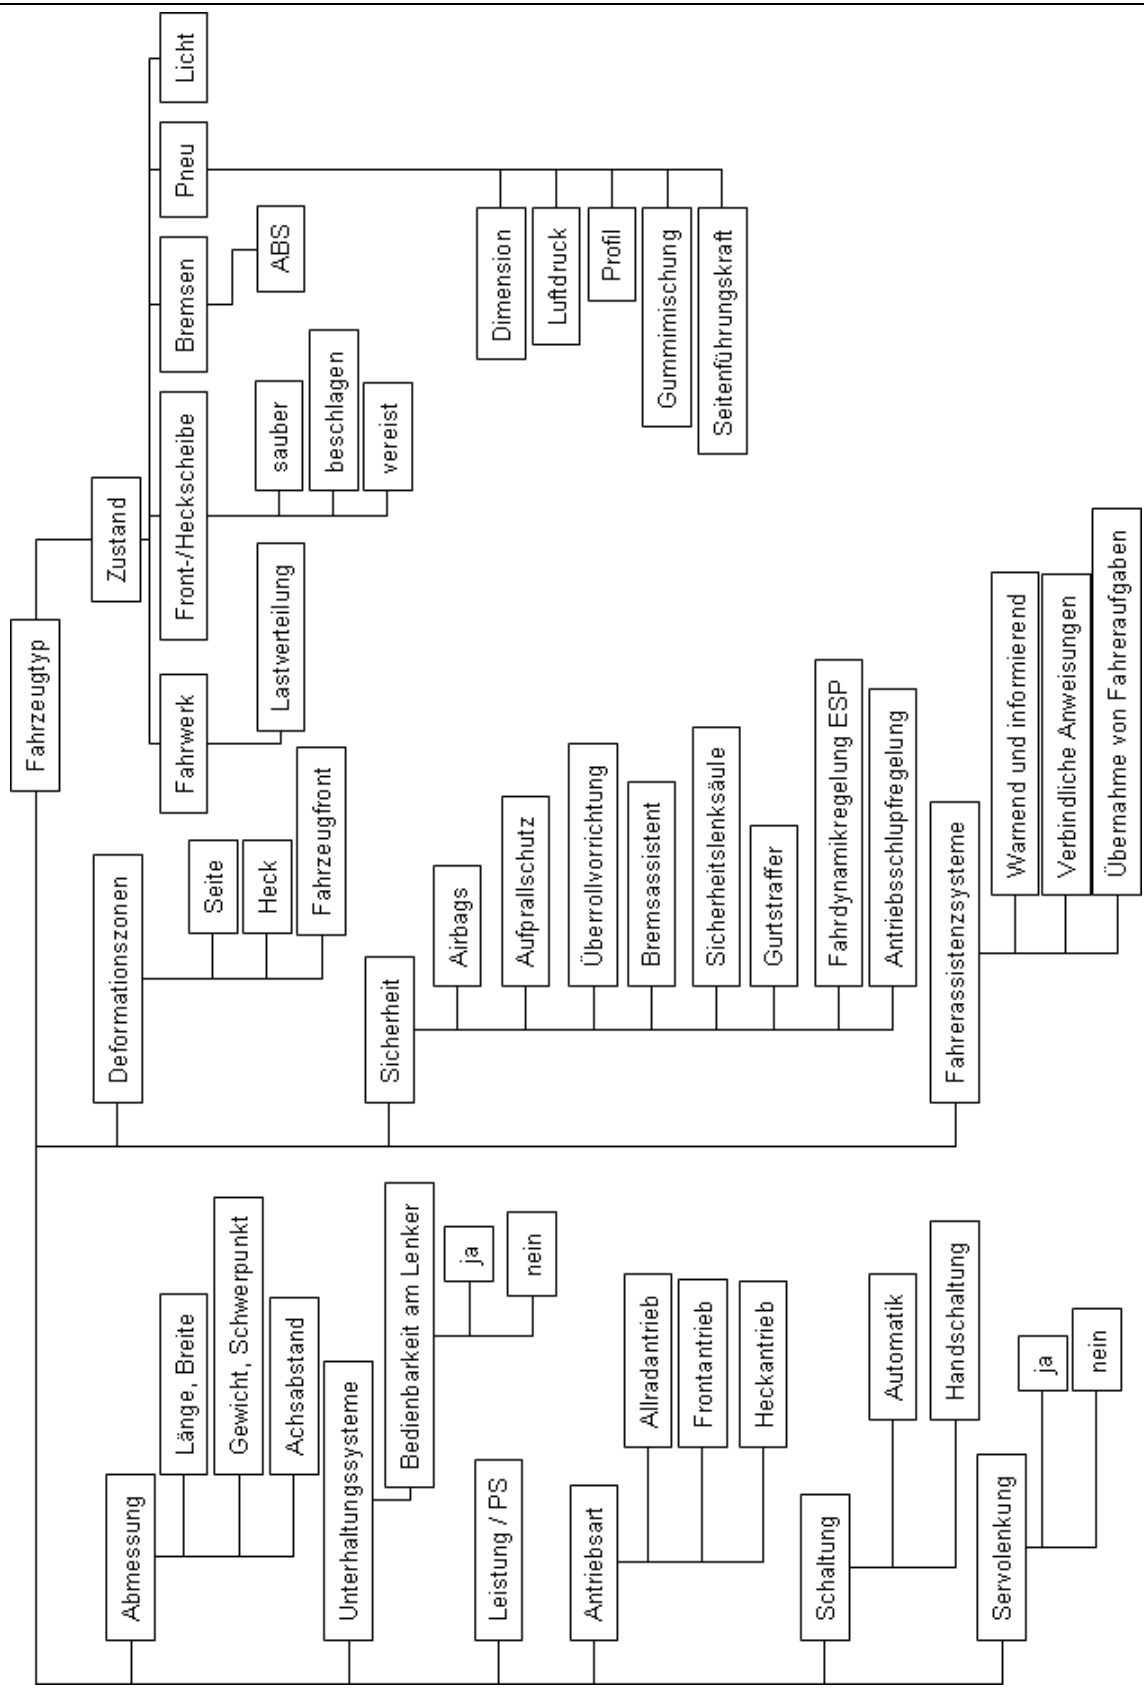 Fahrzeugtyp
Abmessung
Länge, Breite
Gewicht, Schwerpunkt
Achsabstand
Unterhaltungssysteme
Bedienbarkeit am Lenker
ja
nein
Leistung / PS
Antriebsart
Allradantrieb
Frontantrieb
Heckantrieb
Schaltung
Automatik
Handschaltung
Servolenkung
ja
nein
Deformationszonen
Seite
Heck
Fahrzeugfront
Sicherheit
Airbags
Aufprallschutz
Überrollvorrichtung
Bremsassistent
Sicherheitslenksäule
Gurtstraffer
Fahrdynamikregelung ESP
Antriebsschlupfregelung
Fahrerassistenzsysteme
Warnend und informierend
Verbindliche Anweisungen
Übernahme von Fahreraufgaben
Zustand
Fahrwerk
Lastverteilung
Front-/Heckscheibe
sauber
beschlagen
vereist
Bremsen
ABS
Pneu
Dimension
Luftdruck
Profil
Gummimischung
Seitenführungskraft
Licht